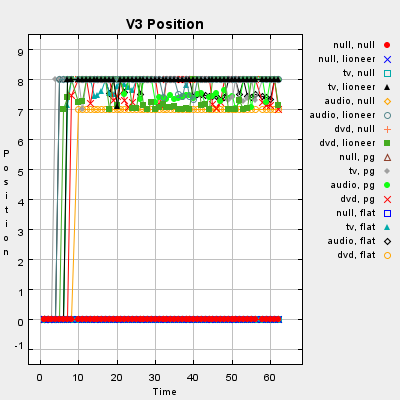 V3 Position
9
8
7
6
5
4
3
2
1
0
-1
Position
0
10
20
30
40
50
60
Time
null, null
null, lioneer
tv, null
tv, lioneer
audio, null
audio, lioneer
dvd, null
dvd, lioneer
null, pg
tv, pg
audio, pg
dvd, pg
null, flat
tv, flat
audio, flat
dvd, flat